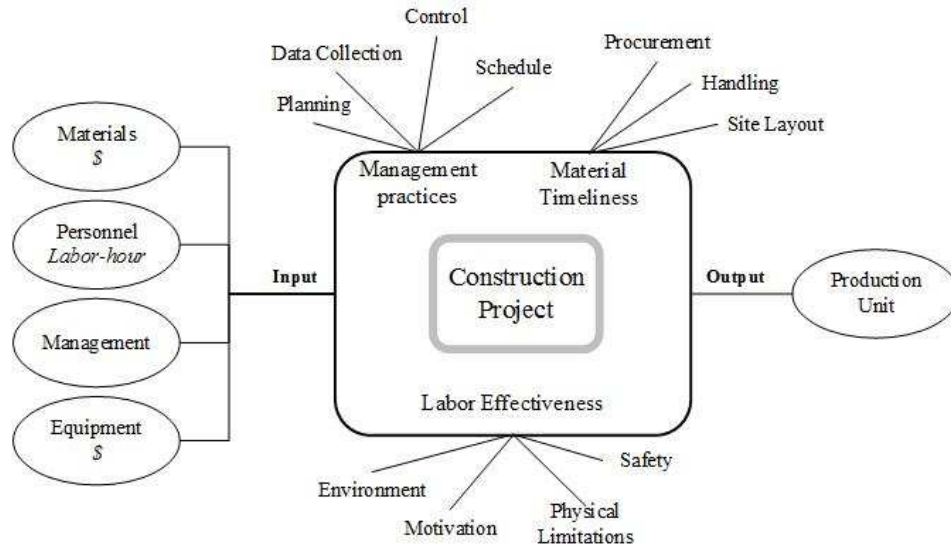 Control
Procurement
Data Collection
Schedule
Handling
Planning
Site Layout
Materials
$
Management
practices
Material
Timeliness
Personnel
Labor-hour
Input
Construction
Project
Output
Production
Unit
Management
Labor Effectiveness
Equipment
$
Safety
Environment
Motivation
Physical
Limitations